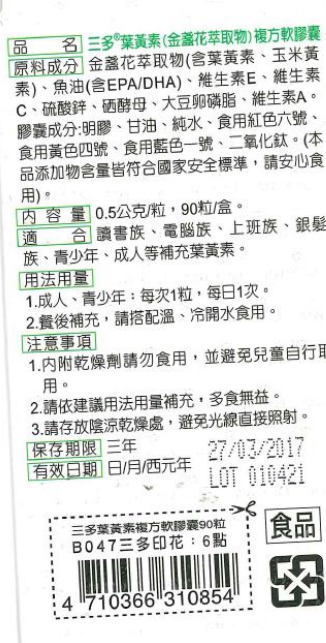 品名 三多®葉黃素(金盞花萃取物)複方軟膠囊
原料成分 金盞花萃取物(含葉黃素、玉米黃
素)、魚油(含EPA/DHA)、維生素E、維生素
C、硫酸鋅、硒酵母、大豆卵磷脂、維生素A。
膠囊成分:明膠、甘油、純水、食用紅色六號、
食用黃色四號、食用藍色一號、二氧化鈦。(本
品添加物含量皆符合國家安全標準，請安心食
用)。
內容量 0.5公克/粒，90粒/盒。
適合 讀書族、電腦族、上班族、銀髮
族、青少年、成人等補充葉黃素。
用法用量
1.成人、青少年：每次1粒，每日1次。
2.餐後補充，請搭配溫、冷開水食用。
注意事項
1.內附乾燥劑請勿食用，並避免兒童自行取
用。
2.請依建議用法用量補充，多食無益。
3.請存放陰涼乾燥處，避免光線直接照射。
保存期限 三年
有效日期 日/月/西元年
27/03/2017
LOT 010421
三多葉黃素複方軟膠囊90粒
B047三多印花：6點
4 710366 310854
食品